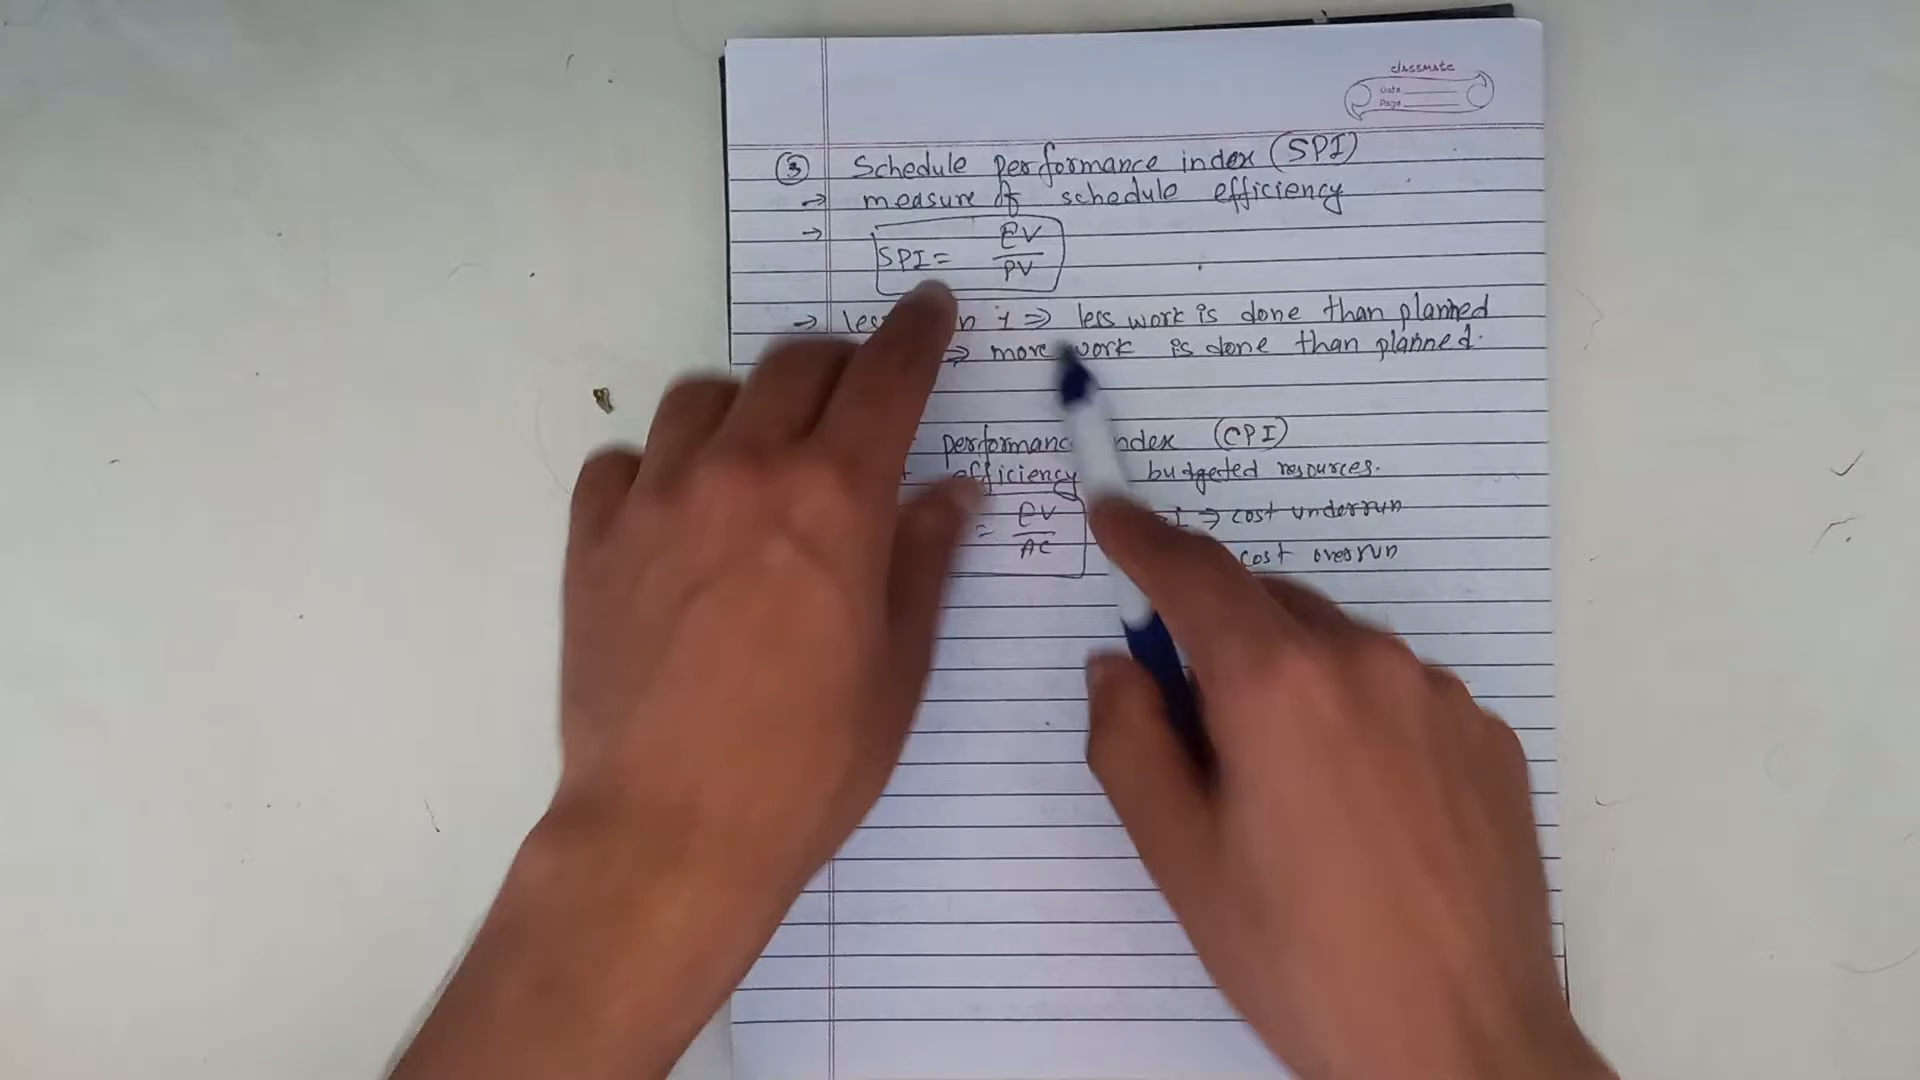 classmate
Date
Page
③ Schedule performance index (SPI)
→ measure of schedule efficiency
→ SPI = EV / PV
→ 1 ⇒ less work is done than planned
⇒ more work is done than planned.
performance index (CPI)
efficiency budgeted resources.
= EV / AC
1 ⇒ cost underrun
cost overrun